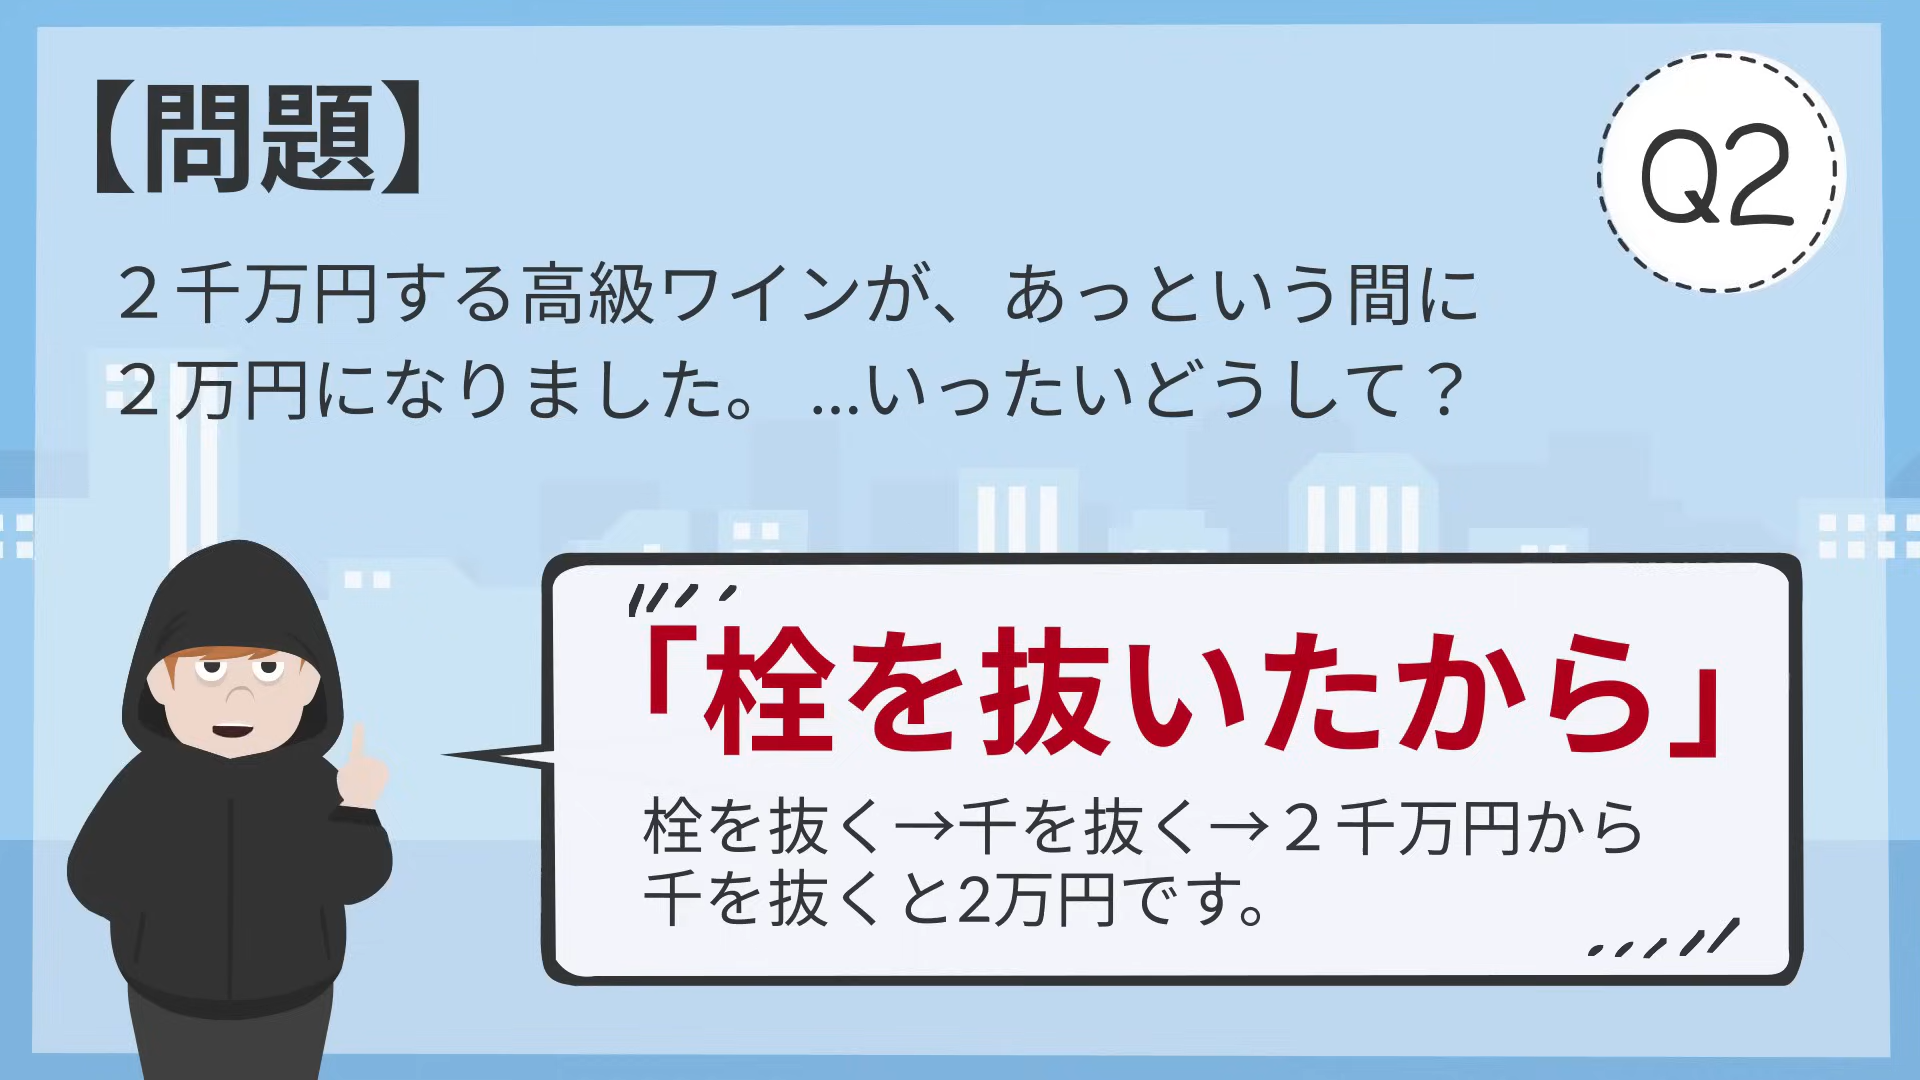 【問題】
Q2
２千万円する高級ワインが、あっという間に
２万円になりました。 …いったいどうして？
「栓を抜いたから」
栓を抜く→千を抜く→２千万円から
千を抜くと2万円です。